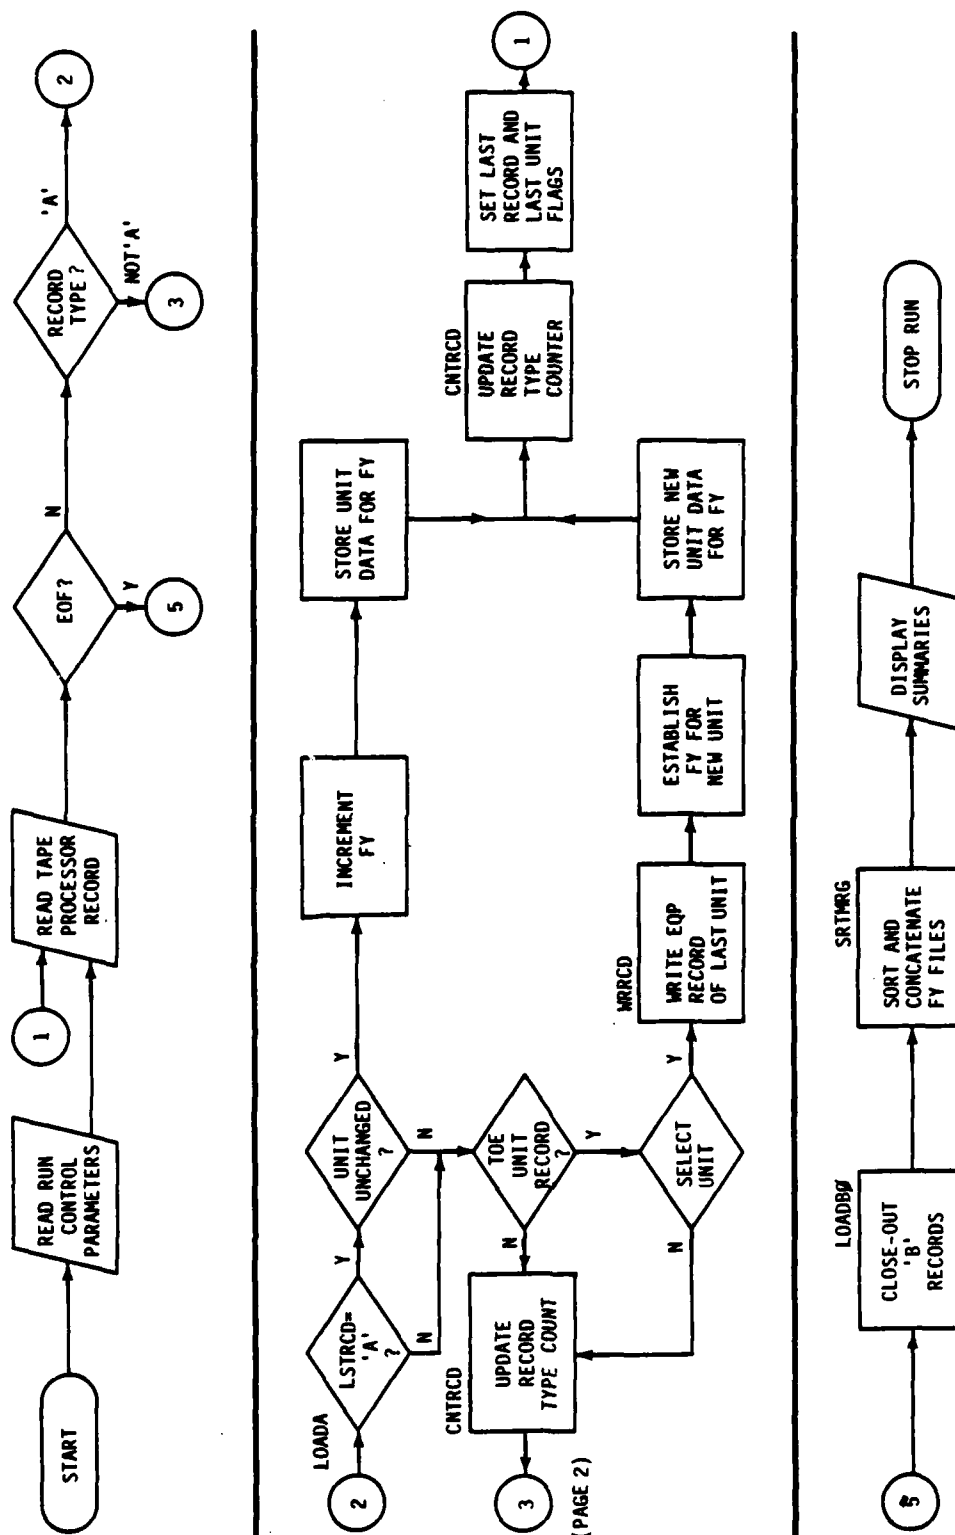 START
READ RUN
CONTROL
PARAMETERS
1
READ TAPE
PROCESSOR
RECORD
EOF?
Y
5
N
RECORD
TYPE?
NOT'A'
3
'A'
2
LOADA
2
LSTRCD=
'A'
?
Y
N
UNIT
UNCHANGED
?
Y
N
INCREMENT
FY
STORE UNIT
DATA FOR FY
CNTRCD
UPDATE
RECORD
TYPE COUNT
3
(PAGE 2)
TOE
UNIT
RECORD
?
N
Y
SELECT
UNIT
N
Y
WRRCD
WRITE EQP
RECORD
OF LAST UNIT
ESTABLISH
FY FOR
NEW UNIT
STORE NEW
UNIT DATA
FOR FY
CNTRCD
UPDATE
RECORD
TYPE
COUNTER
SET LAST
RECORD AND
LAST UNIT
FLAGS
1
5
LOADBØ
CLOSE-OUT
'B'
RECORDS
SRTMRG
SORT AND
CONCATENATE
FY FILES
DISPLAY
SUMMARIES
STOP RUN